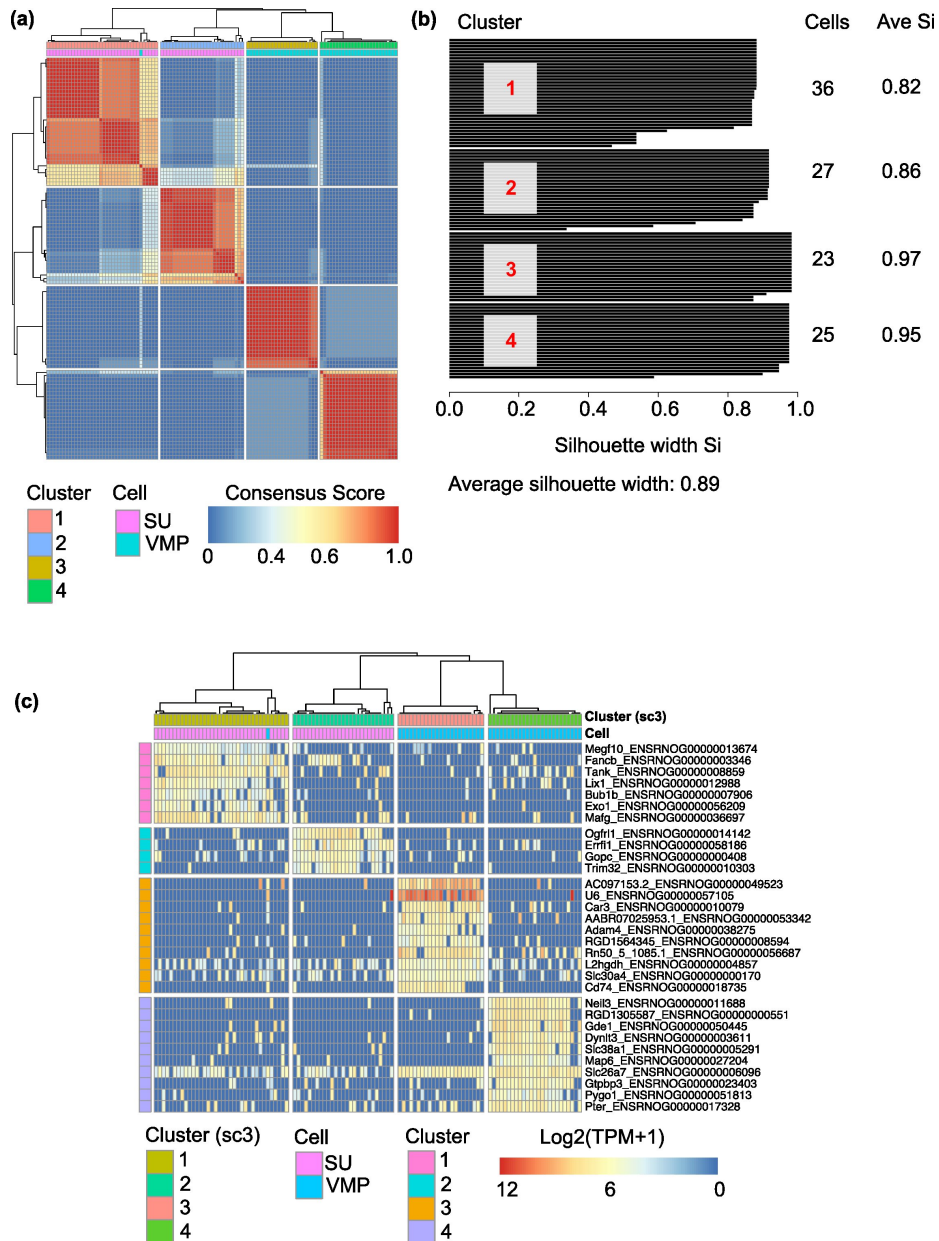 (a)
Cluster
1
2
3
4
Cell
SU
VMP
Consensus Score
0 0.4 0.6 1.0
(b)
Cluster Cells Ave Si
1 36 0.82
2 27 0.86
3 23 0.97
4 25 0.95
0.0 0.2 0.4 0.6 0.8 1.0
Silhouette width Si
Average silhouette width: 0.89
(c)
Cluster (sc3)
Cell
Megf10_ENSRNOG00000013674
Fancb_ENSRNOG00000003346
Tank_ENSRNOG00000008859
Lix1_ENSRNOG00000012988
Bub1b_ENSRNOG00000007906
Exo1_ENSRNOG00000056209
Mafg_ENSRNOG00000036697
Ogfrl1_ENSRNOG00000014142
Errfi1_ENSRNOG00000058186
Gopc_ENSRNOG00000000408
Trim32_ENSRNOG00000010303
AC097153.2_ENSRNOG00000049523
U6_ENSRNOG00000057105
Car3_ENSRNOG00000010079
AABR07025953.1_ENSRNOG00000053342
Adam4_ENSRNOG00000038275
RGD1564345_ENSRNOG00000008594
Rn50_5_1085.1_ENSRNOG00000056687
L2hgdh_ENSRNOG00000004857
Slc30a4_ENSRNOG00000000170
Cd74_ENSRNOG00000018735
Neil3_ENSRNOG00000011688
RGD1305587_ENSRNOG00000000551
Gde1_ENSRNOG00000050445
Dynlt3_ENSRNOG00000003611
Slc38a1_ENSRNOG00000005291
Map6_ENSRNOG00000027204
Slc26a7_ENSRNOG00000006096
Gtpbp3_ENSRNOG00000023403
Pygo1_ENSRNOG00000051813
Pter_ENSRNOG00000017328
Cluster (sc3)
1
2
3
4
Cell
SU
VMP
Cluster
1
2
3
4
Log2(TPM+1)
12 6 0